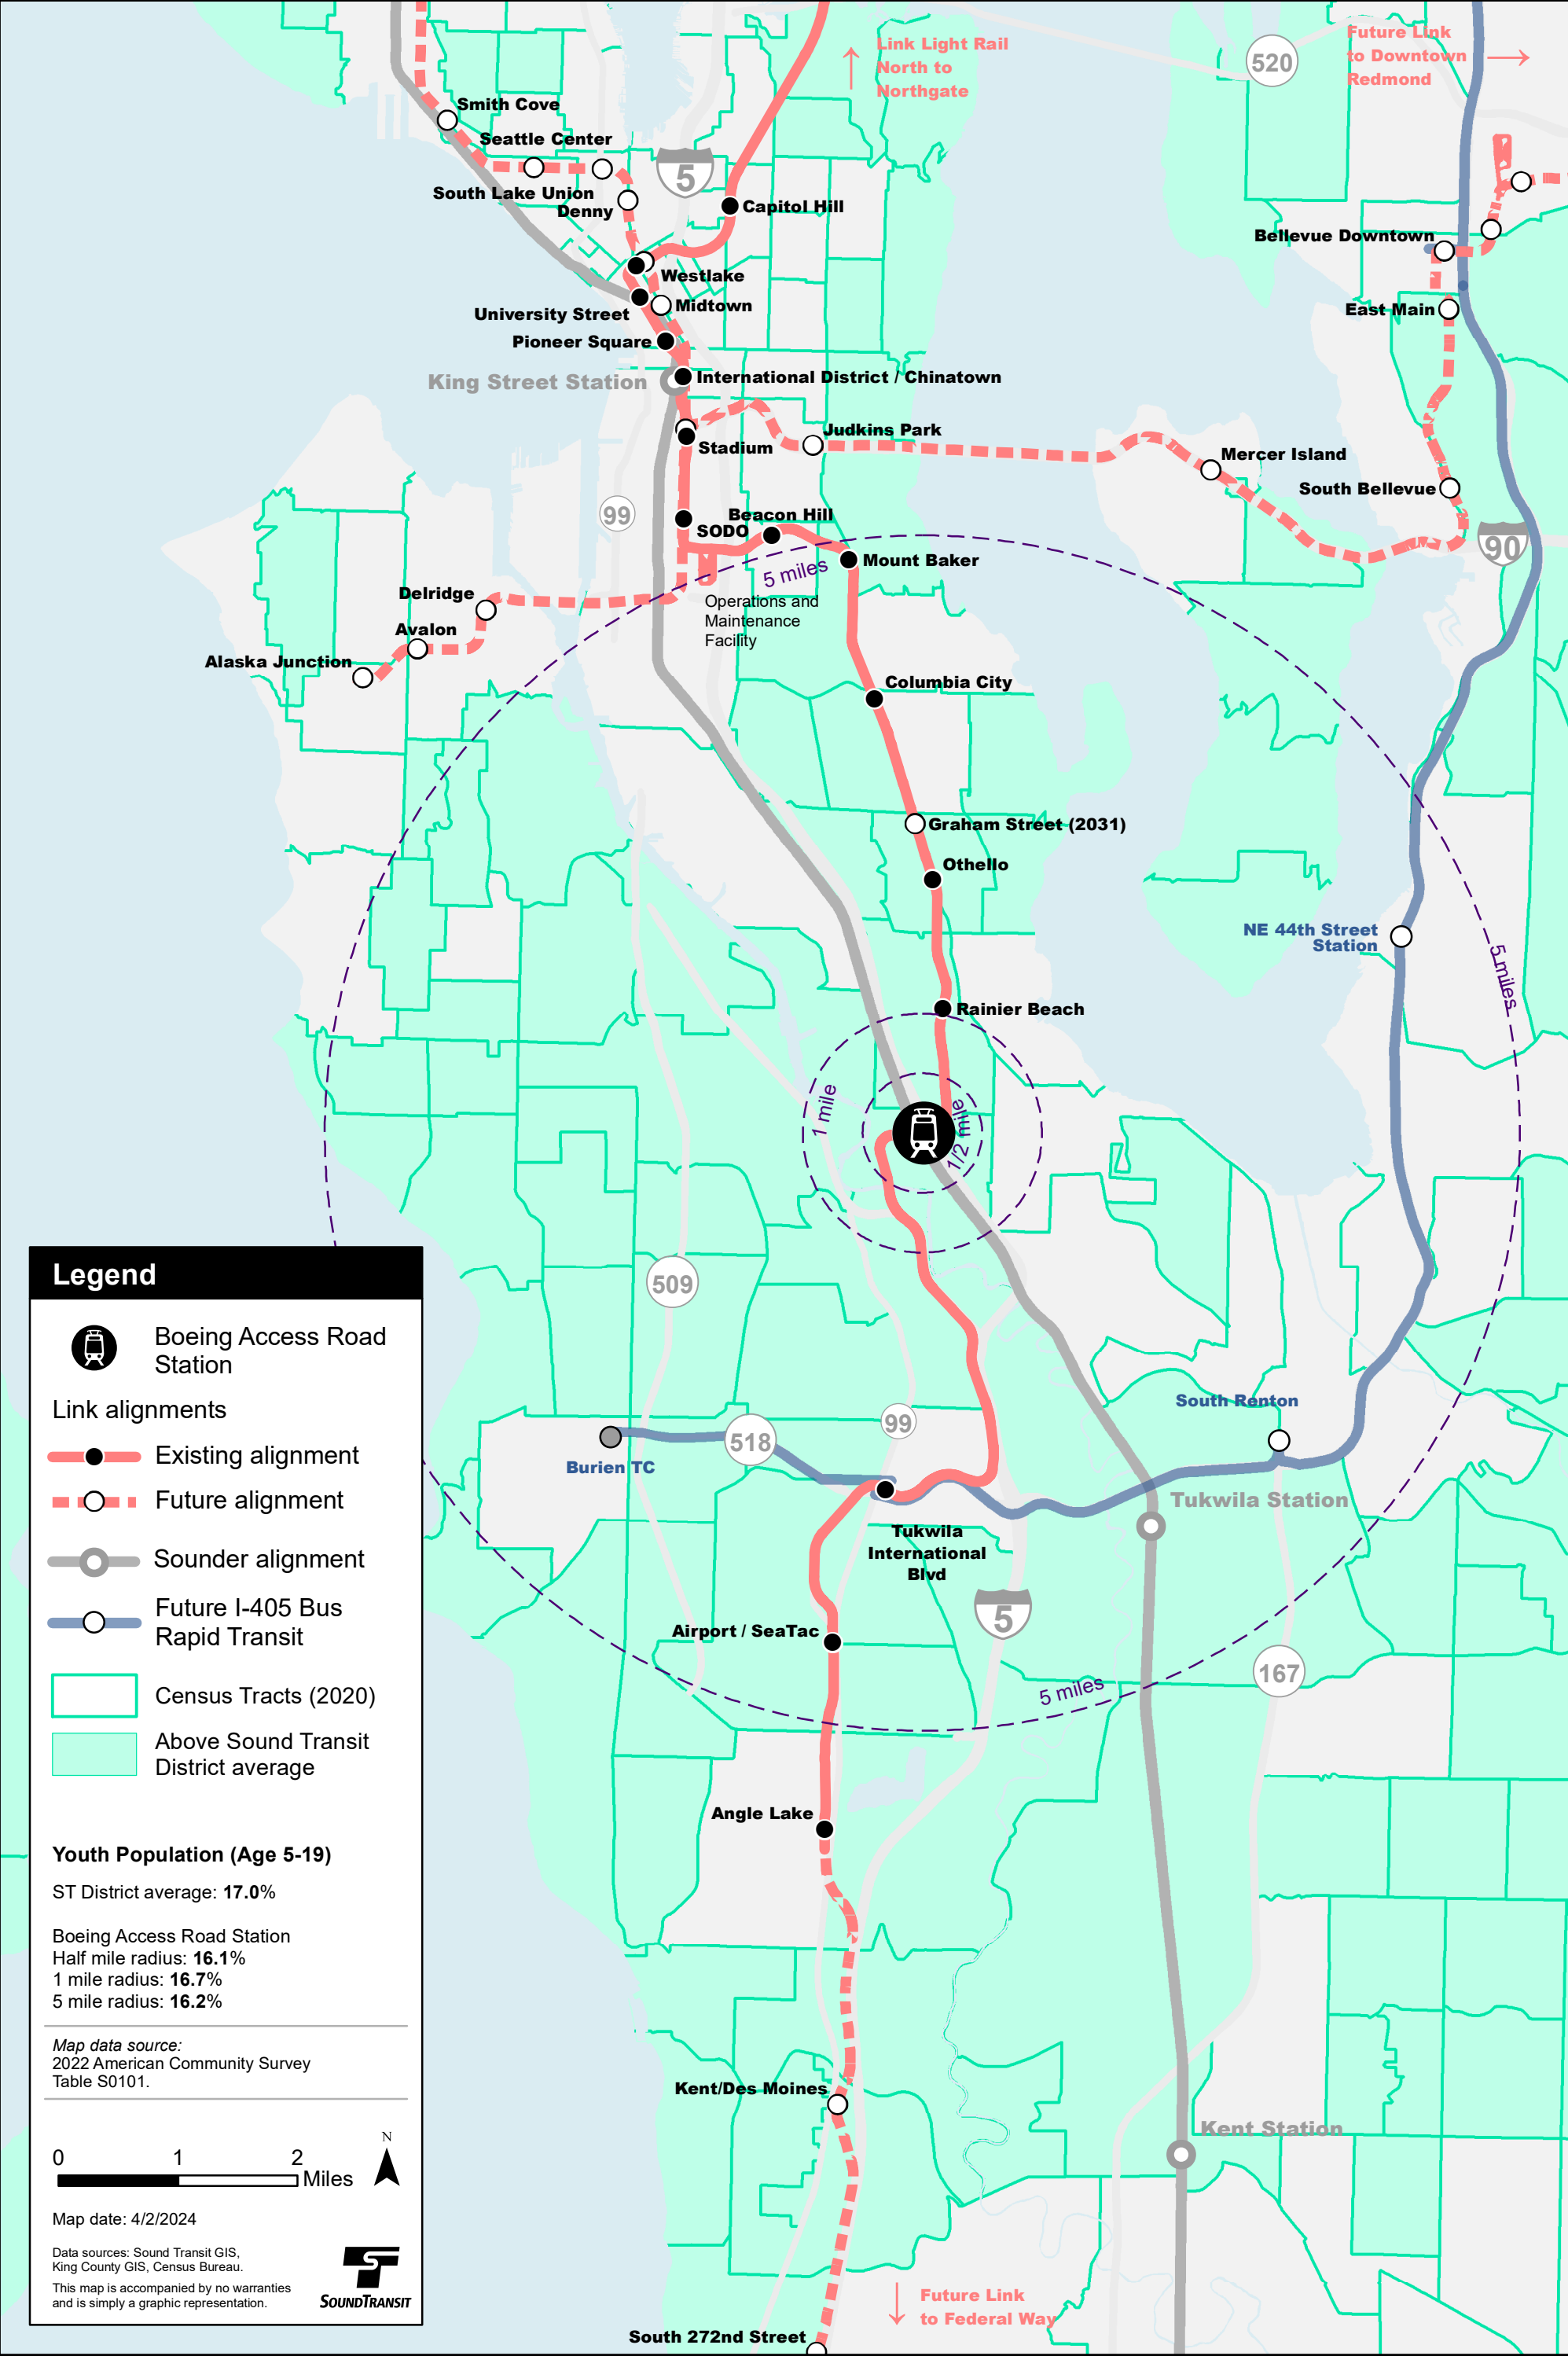 Link Light Rail
North to
Northgate
520
Future Link
to Downtown
Redmond
Smith Cove
Seattle Center
5
South Lake Union
Denny
Capitol Hill
Bellevue Downtown
Westlake
University Street
Midtown
East Main
Pioneer Square
King Street Station
International District / Chinatown
Stadium
Judkins Park
Mercer Island
South Bellevue
99
SODO
Beacon Hill
90
5 miles
Mount Baker
Operations and
Maintenance
Facility
Delridge
Avalon
Alaska Junction
Columbia City
Graham Street (2031)
Othello
NE 44th Street
Station
5 miles
Rainier Beach
1 mile
1/2 mile
509
South Renton
99
518
Burien TC
Tukwila Station
Tukwila
International
Blvd
5
Airport / SeaTac
167
5 miles
Angle Lake
Kent/Des Moines
Kent Station
Future Link
to Federal Way
South 272nd Street
Legend
Boeing Access Road
Station
Link alignments
Existing alignment
Future alignment
Sounder alignment
Future I-405 Bus
Rapid Transit
Census Tracts (2020)
Above Sound Transit
District average
Youth Population (Age 5-19)
ST District average: 17.0%
Boeing Access Road Station
Half mile radius: 16.1%
1 mile radius: 16.7%
5 mile radius: 16.2%
Map data source:
2022 American Community Survey
Table S0101.
N
0 1 2
Miles
Map date: 4/2/2024
Data sources: Sound Transit GIS,
King County GIS, Census Bureau.
This map is accompanied by no warranties
and is simply a graphic representation.
SOUNDTRANSIT